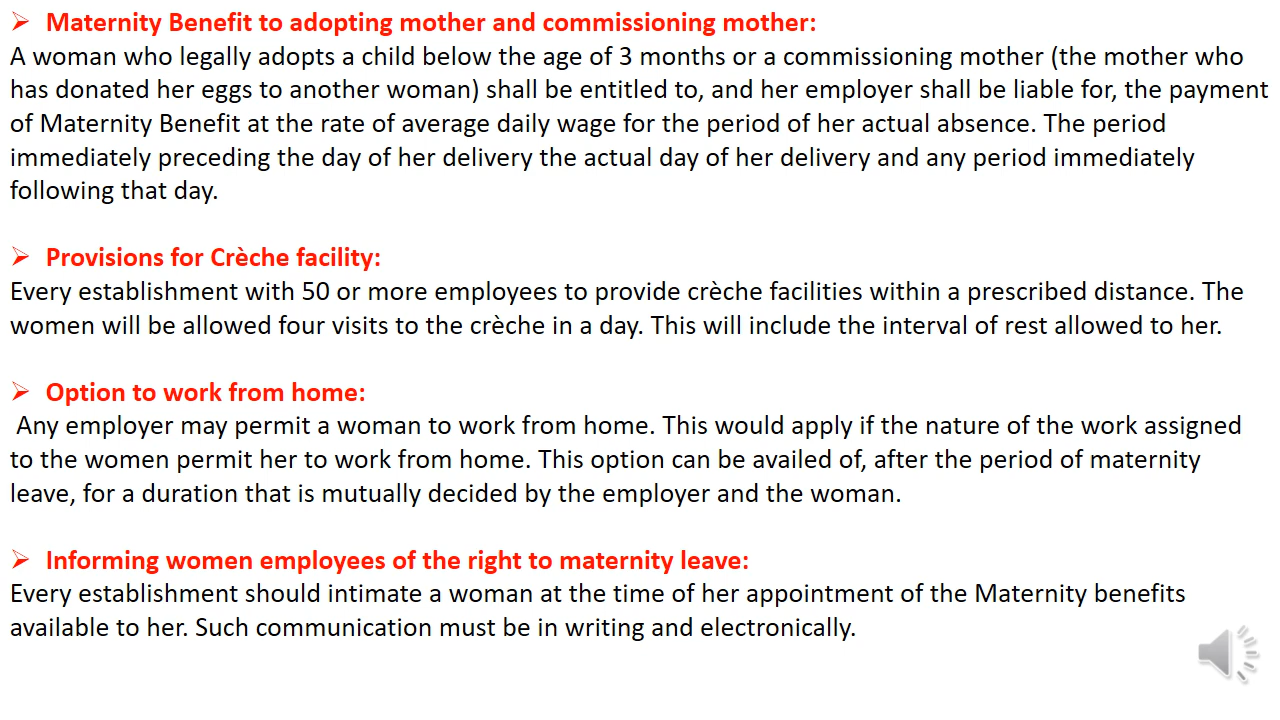 ➢ Maternity Benefit to adopting mother and commissioning mother:
A woman who legally adopts a child below the age of 3 months or a commissioning mother (the mother who
has donated her eggs to another woman) shall be entitled to, and her employer shall be liable for, the payment
of Maternity Benefit at the rate of average daily wage for the period of her actual absence. The period
immediately preceding the day of her delivery the actual day of her delivery and any period immediately
following that day.
➢ Provisions for Crèche facility:
Every establishment with 50 or more employees to provide crèche facilities within a prescribed distance. The
women will be allowed four visits to the crèche in a day. This will include the interval of rest allowed to her.
➢ Option to work from home:
Any employer may permit a woman to work from home. This would apply if the nature of the work assigned
to the women permit her to work from home. This option can be availed of, after the period of maternity
leave, for a duration that is mutually decided by the employer and the woman.
➢ Informing women employees of the right to maternity leave:
Every establishment should intimate a woman at the time of her appointment of the Maternity benefits
available to her. Such communication must be in writing and electronically.